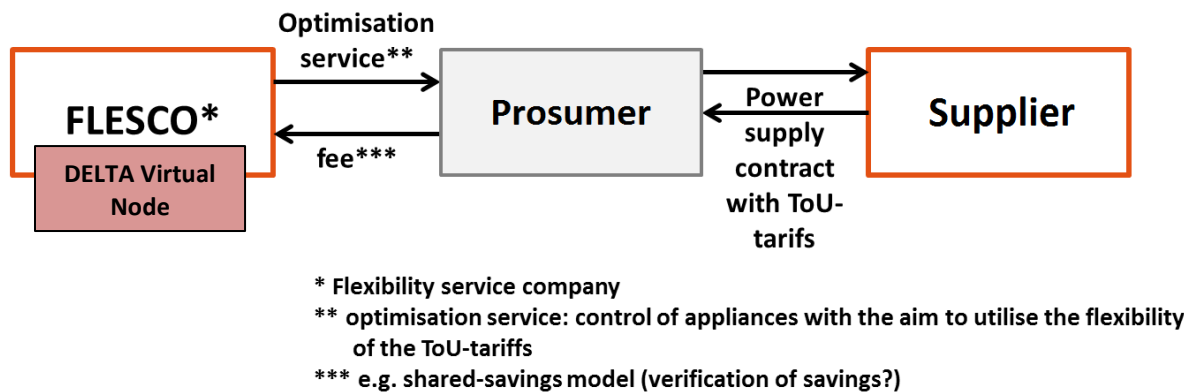 Optimisation
service**
FLESCO*
DELTA Virtual
Node
fee***
Prosumer
Power
supply
contract
with ToU-
tarifs
Supplier
* Flexibility service company
** optimisation service: control of appliances with the aim to utilise the flexibility
of the ToU-tariffs
*** e.g. shared-savings model (verification of savings?)